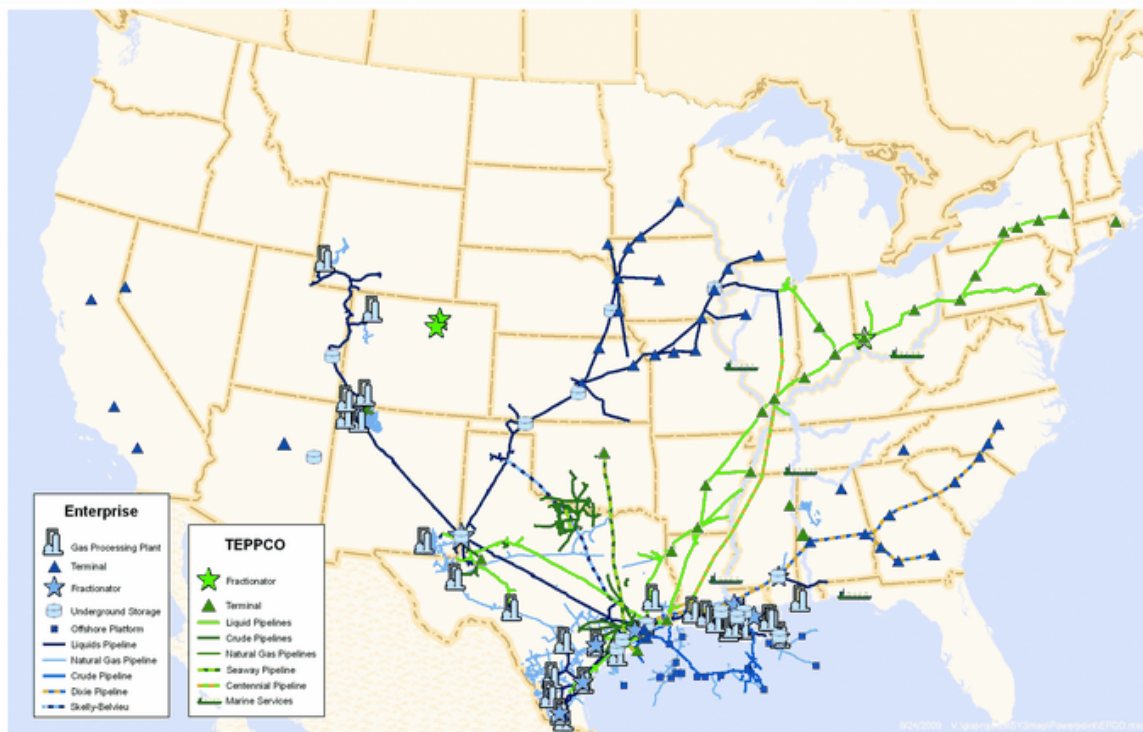 Enterprise
Gas Processing Plant
Terminal
Fractionator
Underground Storage
Offshore Platform
Liquids Pipeline
Natural Gas Pipeline
Crude Pipeline
Dixie Pipeline
Skelly-Belvieu
TEPPCO
Fractionator
Terminal
Liquid Pipelines
Crude Pipelines
Natural Gas Pipelines
Seaway Pipeline
Centennial Pipeline
Marine Services